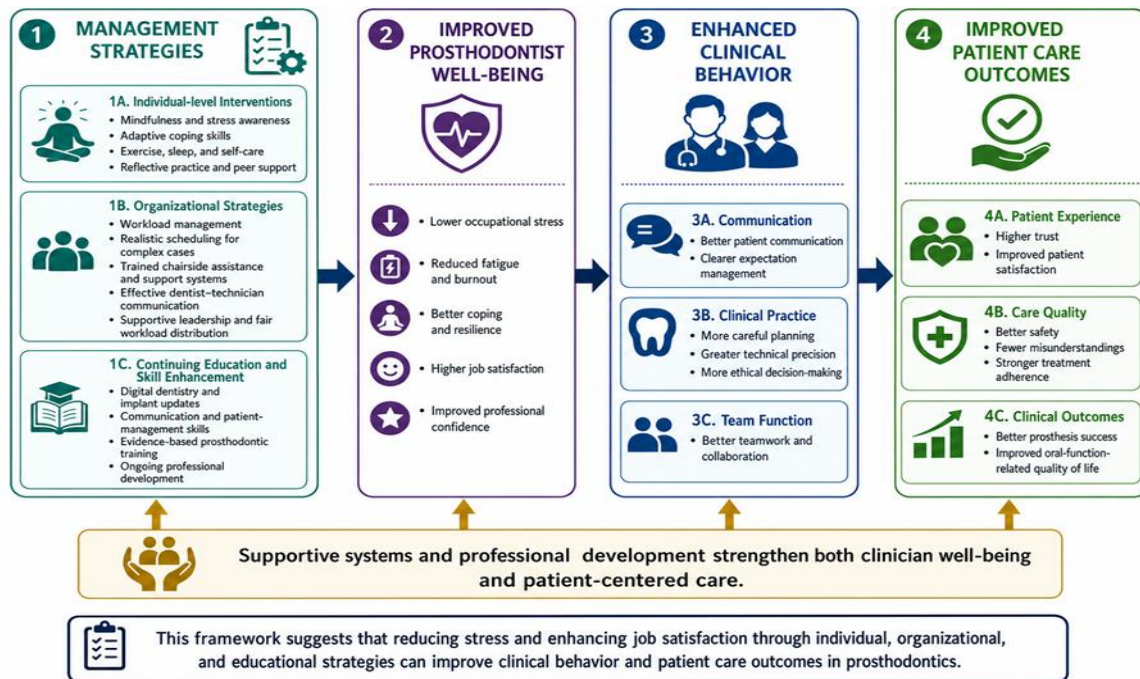 1 MANAGEMENT
STRATEGIES
1A. Individual-level Interventions
• Mindfulness and stress awareness
• Adaptive coping skills
• Exercise, sleep, and self-care
• Reflective practice and peer support
1B. Organizational Strategies
• Workload management
• Realistic scheduling for
complex cases
• Trained chairside assistance
and support systems
• Effective dentist–technician
communication
• Supportive leadership and fair
workload distribution
1C. Continuing Education and
Skill Enhancement
• Digital dentistry and
implant updates
• Communication and patient-
management skills
• Evidence-based prosthodontic
training
• Ongoing professional
development
2 IMPROVED
PROSTHODONTIST
WELL-BEING
• Lower occupational stress
• Reduced fatigue
and burnout
• Better coping
and resilience
• Higher job satisfaction
• Improved professional
confidence
3 ENHANCED
CLINICAL
BEHAVIOR
3A. Communication
• Better patient communication
• Clearer expectation
management
3B. Clinical Practice
• More careful planning
• Greater technical precision
• More ethical decision-making
3C. Team Function
• Better teamwork and
collaboration
4 IMPROVED
PATIENT CARE
OUTCOMES
4A. Patient Experience
• Higher trust
• Improved patient
satisfaction
4B. Care Quality
• Better safety
• Fewer misunderstandings
• Stronger treatment
adherence
4C. Clinical Outcomes
• Better prosthesis success
• Improved oral-function-
related quality of life
Supportive systems and professional development strengthen both clinician well-being
and patient-centered care.
This framework suggests that reducing stress and enhancing job satisfaction through individual, organizational,
and educational strategies can improve clinical behavior and patient care outcomes in prosthodontics.